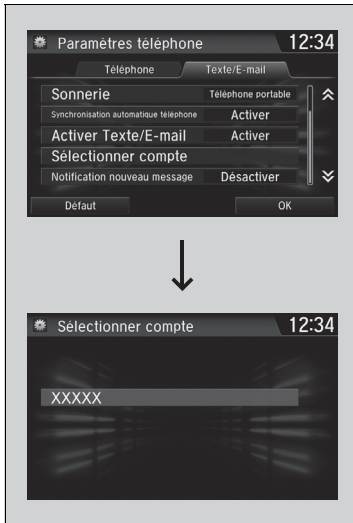 Paramètres téléphone 12:34
Téléphone Texte/E-mail
Sonnerie Téléphone portable
Synchronisation automatique téléphone Activer
Activer Texte/E-mail Activer
Sélectionner compte
Notification nouveau message Désactiver
Défaut OK
Sélectionner compte 12:34
XXXXX